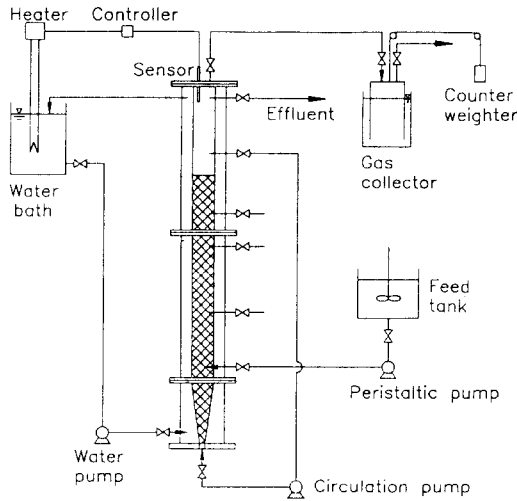 Heater
Controller
Sensor
Effluent
Counter
weighter
Gas
collector
Water
bath
Feed
tank
Peristaltic pump
Water
pump
Circulation pump